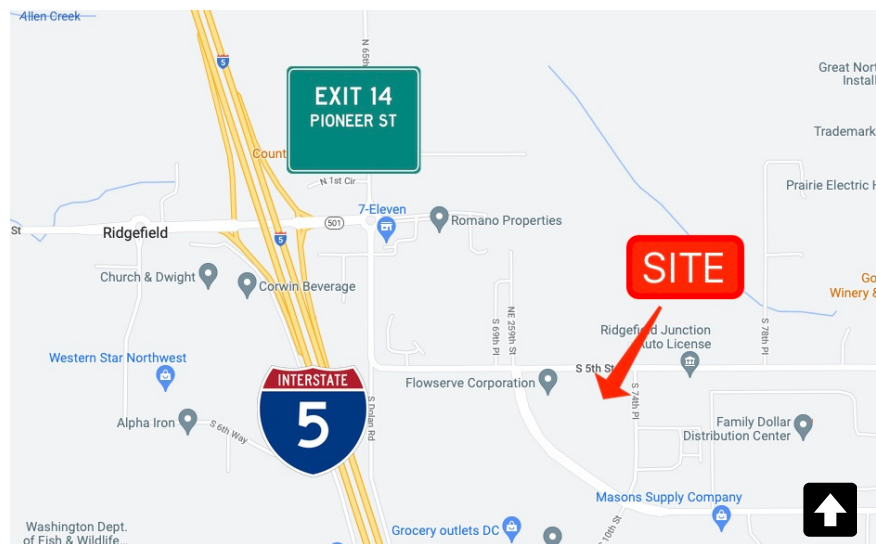 Allen Creek
5
N 65th
EXIT 14
PIONEER ST
Great Nort
Install
Trademark
Count
N 1st Cir
Prairie Electric H
St
Ridgefield
501
5
7-Eleven
Romano Properties
SITE
Church & Dwight
Corwin Beverage
Go
Winery &
NE 259th St
S 69th Pl
S 78th Pl
Ridgefield Junction
Auto License
Western Star Northwest
INTERSTATE
5
S 5th St
Flowserve Corporation
S 74th Pl
S Dolan Rd
Alpha Iron
S 6th Way
Family Dollar
Distribution Center
Masons Supply Company
Washington Dept.
of Fish & Wildlife...
Grocery outlets DC
S 10th St